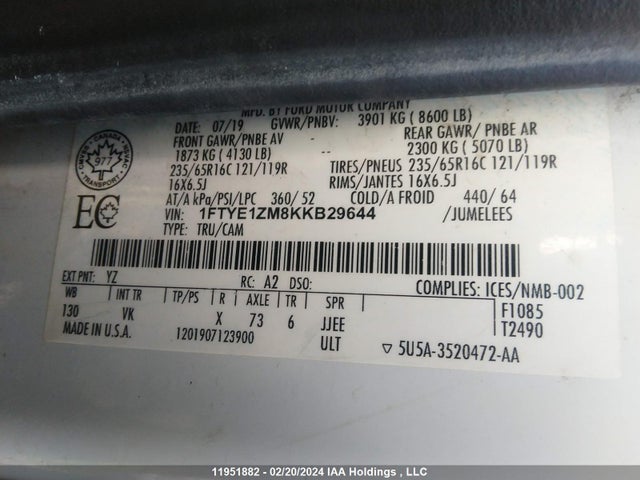 MFD. BY FORD MOTOR COMPANY
DATE: 07/19 GVWR/PNBV: 3901 KG ( 8600 LB)
FRONT GAWR/PNBE AV -- REAR GAWR/ PNBE AR
1873 KG ( 4130 LB) 2300 KG ( 5070 LB)
235/65R16C 121/119R TIRES/PNEUS 235/65R16C 121/119R
16X6.5J RIMS/JANTES 16X6.5J
AT/A kPa/PSI/LPC 360/ 52 COLD/A FROID 440/ 64
VIN: 1FTYE1ZM8KKB29644 /JUMELEES
TYPE: TRU/CAM
CANADA
977
TRANSPORT
EC
EXT PNT: YZ RC: A2 DSO: COMPLIES: ICES/NMB-002
WB INT TR TP/PS R AXLE TR SPR F1085
130 VK X 73 6 JJEE T2490
MADE IN U.S.A. 1201907123900 ULT 5U5A-3520472-AA
11951882 - 02/20/2024 IAA Holdings , LLC